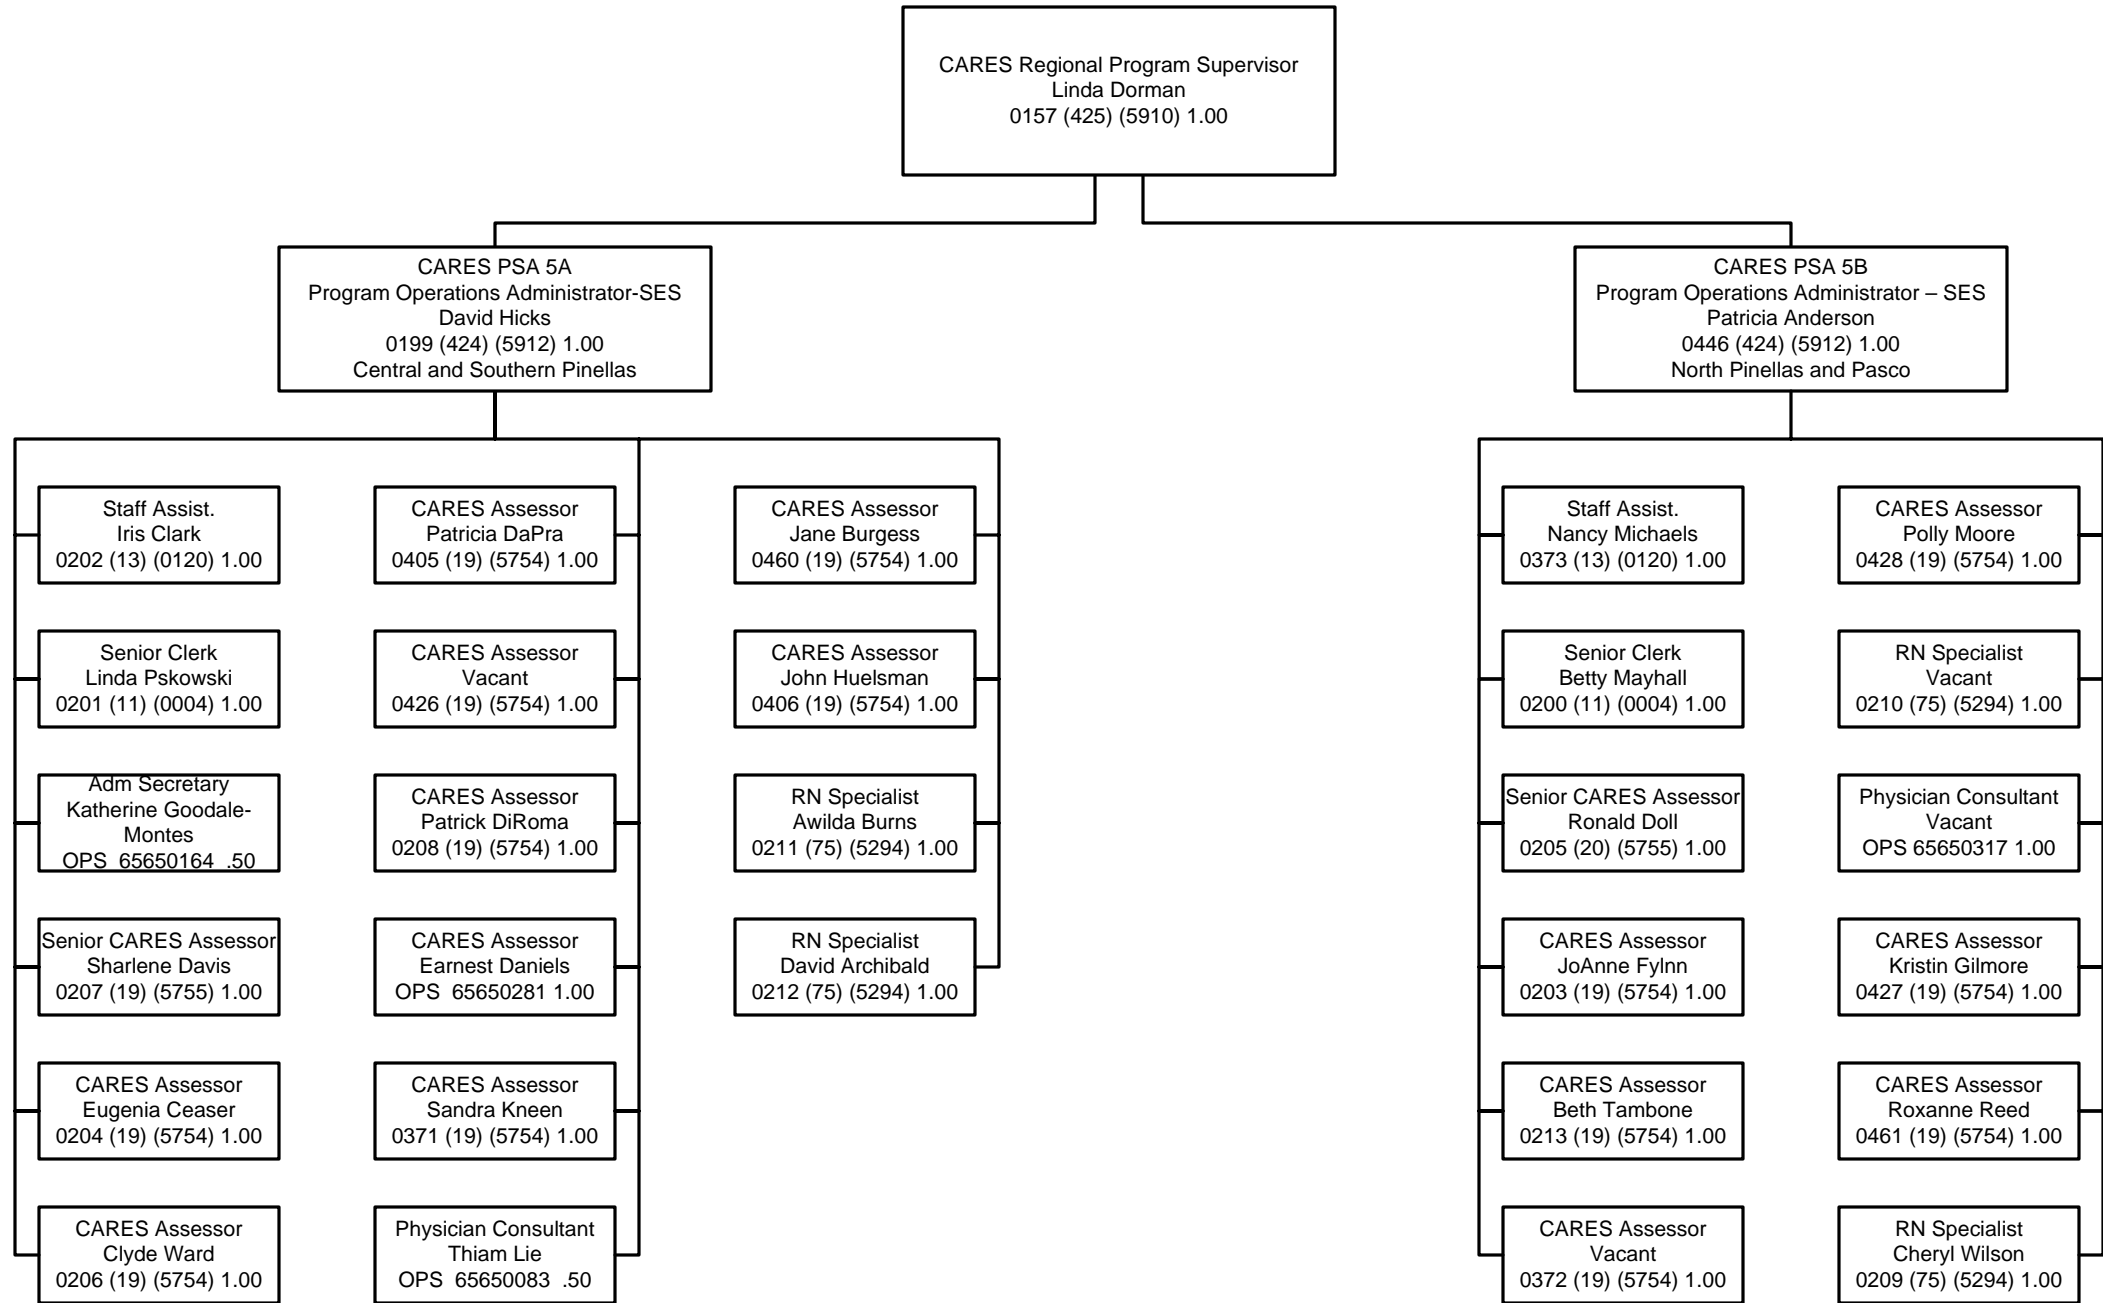 CARES Regional Program Supervisor
Linda Dorman
0157 (425) (5910) 1.00
CARES PSA 5A
Program Operations Administrator-SES
David Hicks
0199 (424) (5912) 1.00
Central and Southern Pinellas
CARES PSA 5B
Program Operations Administrator – SES
Patricia Anderson
0446 (424) (5912) 1.00
North Pinellas and Pasco
Staff Assist.
Iris Clark
0202 (13) (0120) 1.00
Senior Clerk
Linda Pskowski
0201 (11) (0004) 1.00
Adm Secretary
Katherine Goodale-
Montes
OPS  65650164  .50
Senior CARES Assessor
Sharlene Davis
0207 (19) (5755) 1.00
CARES Assessor
Eugenia Ceaser
0204 (19) (5754) 1.00
CARES Assessor
Clyde Ward
0206 (19) (5754) 1.00
CARES Assessor
Patricia DaPra
0405 (19) (5754) 1.00
CARES Assessor
Vacant
0426 (19) (5754) 1.00
CARES Assessor
Patrick DiRoma
0208 (19) (5754) 1.00
CARES Assessor
Earnest Daniels
OPS  65650281 1.00
CARES Assessor
Sandra Kneen
0371 (19) (5754) 1.00
Physician Consultant
Thiam Lie
OPS  65650083  .50
CARES Assessor
Jane Burgess
0460 (19) (5754) 1.00
CARES Assessor
John Huelsman
0406 (19) (5754) 1.00
RN Specialist
Awilda Burns
0211 (75) (5294) 1.00
RN Specialist
David Archibald
0212 (75) (5294) 1.00
Staff Assist.
Nancy Michaels
0373 (13) (0120) 1.00
Senior Clerk
Betty Mayhall
0200 (11) (0004) 1.00
Senior CARES Assessor
Ronald Doll
0205 (20) (5755) 1.00
CARES Assessor
JoAnne Fylnn
0203 (19) (5754) 1.00
CARES Assessor
Beth Tambone
0213 (19) (5754) 1.00
CARES Assessor
Vacant
0372 (19) (5754) 1.00
CARES Assessor
Polly Moore
0428 (19) (5754) 1.00
RN Specialist
Vacant
0210 (75) (5294) 1.00
Physician Consultant
Vacant
OPS 65650317 1.00
CARES Assessor
Kristin Gilmore
0427 (19) (5754) 1.00
CARES Assessor
Roxanne Reed
0461 (19) (5754) 1.00
RN Specialist
Cheryl Wilson
0209 (75) (5294) 1.00